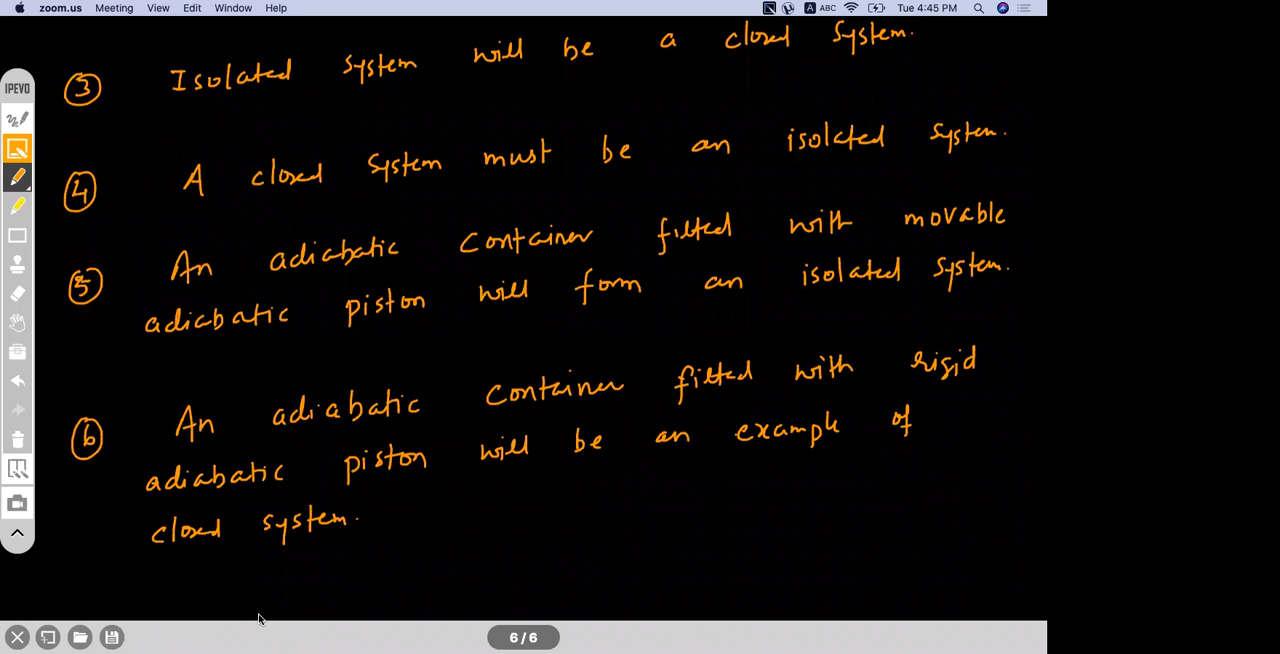 zoom.us Meeting View Edit Window Help
A ABC Tue 4:45 PM
IPEVO
③ Isolated system will be a closed system.
④ A closed system must be an isolated system.
⑤ An adiabatic container fitted with movable
adiabatic piston will form an isolated system.
⑥ An adiabatic container fitted with rigid
adiabatic piston will be an example of
closed system.
6 / 6